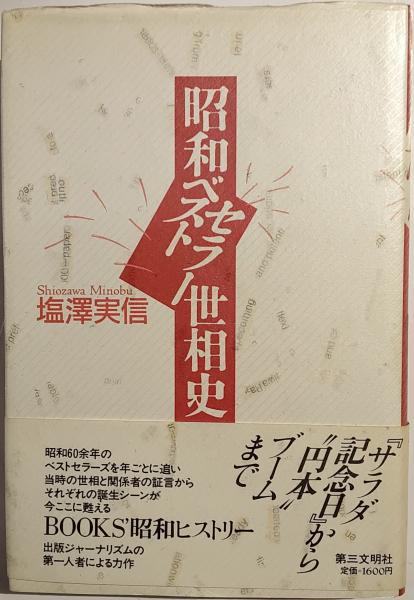 昭和ベストセラー世相史
Shiozawa Minobu
塩澤実信
『サラダ
記念日』から
“円本”
ブーム
まで
昭和60余年の
ベストセラーズを年ごとに追い
当時の世相と関係者の証言から
それぞれの誕生シーンが
今ここに甦える
BOOKS'昭和ヒストリー
出版ジャーナリズムの
第一人者による力作
第三文明社
定価=1600円